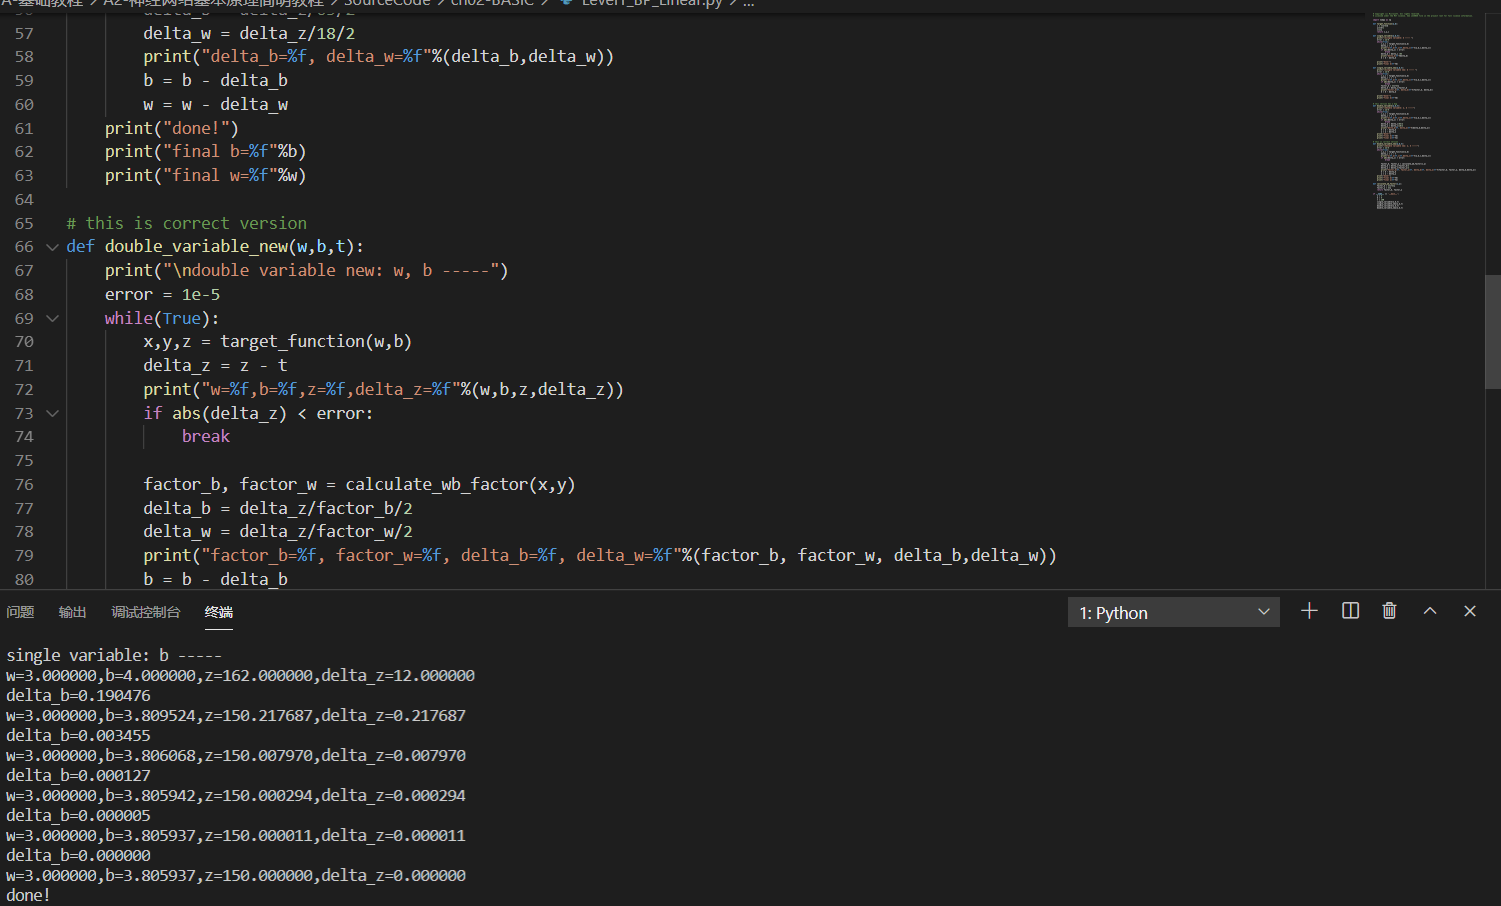 A-基础教程 > A2-神经网络基本原理简明教程 > SourceCode > ch02-BASIC > Level1_BP_Linear.py > ...
57 delta_w = delta_z/18/2
58 print("delta_b=%f, delta_w=%f"%(delta_b,delta_w))
59 b = b - delta_b
60 w = w - delta_w
61 print("done!")
62 print("final b=%f"%b)
63 print("final w=%f"%w)
64
65 # this is correct version
66 def double_variable_new(w,b,t):
67 print("\ndouble variable new: w, b -----")
68 error = 1e-5
69 while(True):
70 x,y,z = target_function(w,b)
71 delta_z = z - t
72 print("w=%f,b=%f,z=%f,delta_z=%f"%(w,b,z,delta_z))
73 if abs(delta_z) < error:
74 break
75
76 factor_b, factor_w = calculate_wb_factor(x,y)
77 delta_b = delta_z/factor_b/2
78 delta_w = delta_z/factor_w/2
79 print("factor_b=%f, factor_w=%f, delta_b=%f, delta_w=%f"%(factor_b, factor_w, delta_b,delta_w))
80 b = b - delta_b
问题 输出 调试控制台 终端 1: Python
single variable: b -----
w=3.000000,b=4.000000,z=162.000000,delta_z=12.000000
delta_b=0.190476
w=3.000000,b=3.809524,z=150.217687,delta_z=0.217687
delta_b=0.003455
w=3.000000,b=3.806068,z=150.007970,delta_z=0.007970
delta_b=0.000127
w=3.000000,b=3.805942,z=150.000294,delta_z=0.000294
delta_b=0.000005
w=3.000000,b=3.805937,z=150.000011,delta_z=0.000011
delta_b=0.000000
w=3.000000,b=3.805937,z=150.000000,delta_z=0.000000
done!